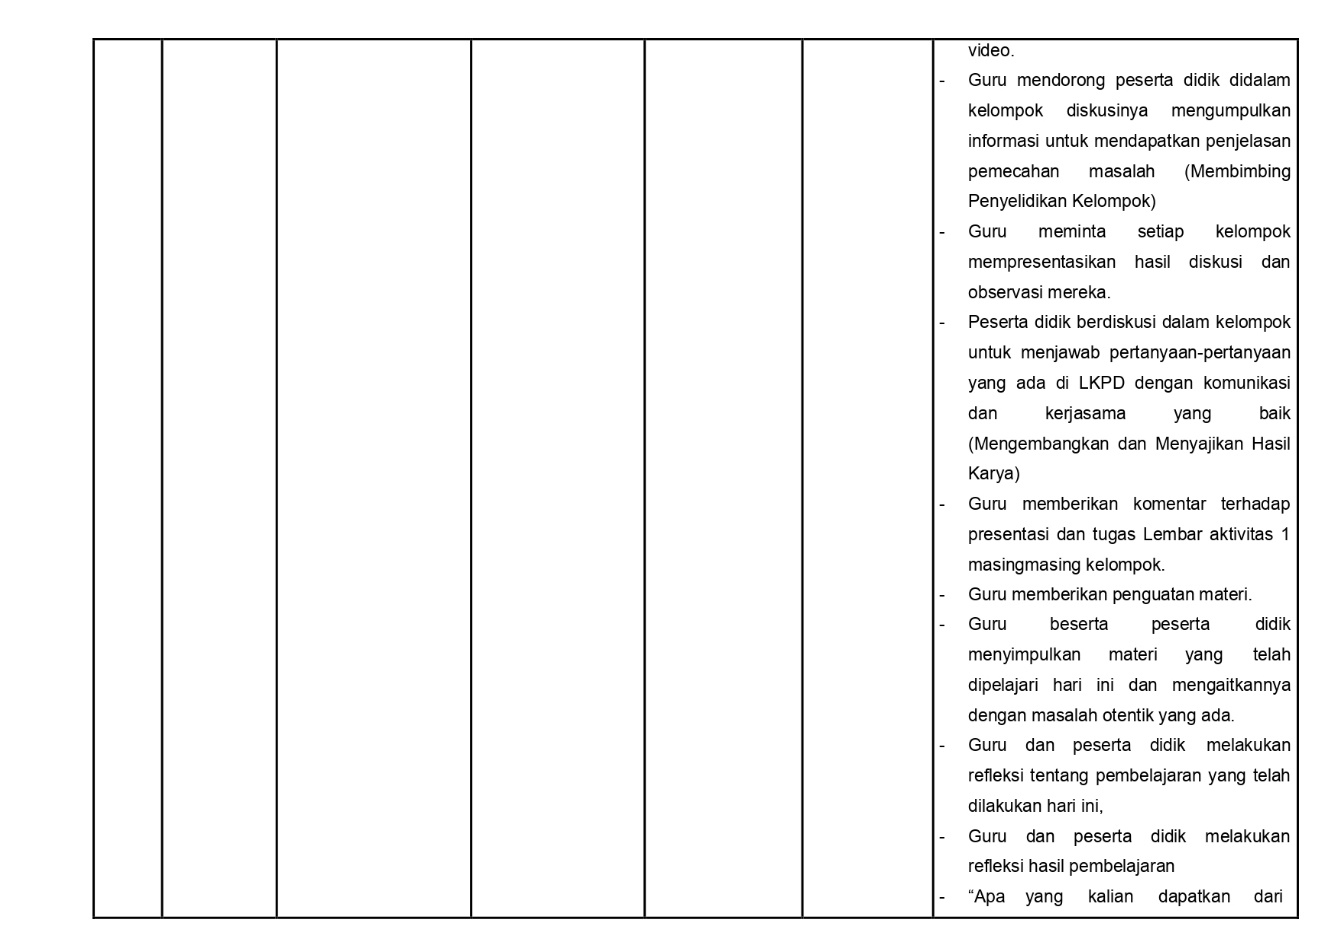 video.
- Guru mendorong peserta didik didalam
kelompok diskusinya mengumpulkan
informasi untuk mendapatkan penjelasan
pemecahan masalah (Membimbing
Penyelidikan Kelompok)
- Guru meminta setiap kelompok
mempresentasikan hasil diskusi dan
observasi mereka.
- Peserta didik berdiskusi dalam kelompok
untuk menjawab pertanyaan-pertanyaan
yang ada di LKPD dengan komunikasi
dan kerjasama yang baik
(Mengembangkan dan Menyajikan Hasil
Karya)
- Guru memberikan komentar terhadap
presentasi dan tugas Lembar aktivitas 1
masingmasing kelompok.
- Guru memberikan penguatan materi.
- Guru beserta peserta didik
menyimpulkan materi yang telah
dipelajari hari ini dan mengaitkannya
dengan masalah otentik yang ada.
- Guru dan peserta didik melakukan
refleksi tentang pembelajaran yang telah
dilakukan hari ini,
- Guru dan peserta didik melakukan
refleksi hasil pembelajaran
- “Apa yang kalian dapatkan dari